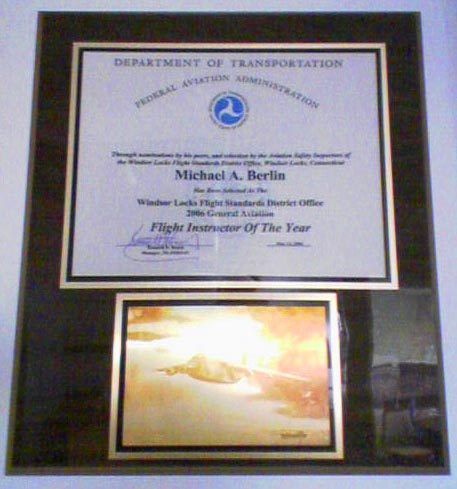 DEPARTMENT OF TRANSPORTATION
FEDERAL AVIATION ADMINISTRATION
Through nominations by his peers, and selection by the Aviation Safety Inspectors of
the Windsor Locks Flight Standards District Office, Windsor Locks, Connecticut
Michael A. Berlin
Has Been Selected As The
Windsor Locks Flight Standards District Office
2006 General Aviation
Flight Instructor Of The Year